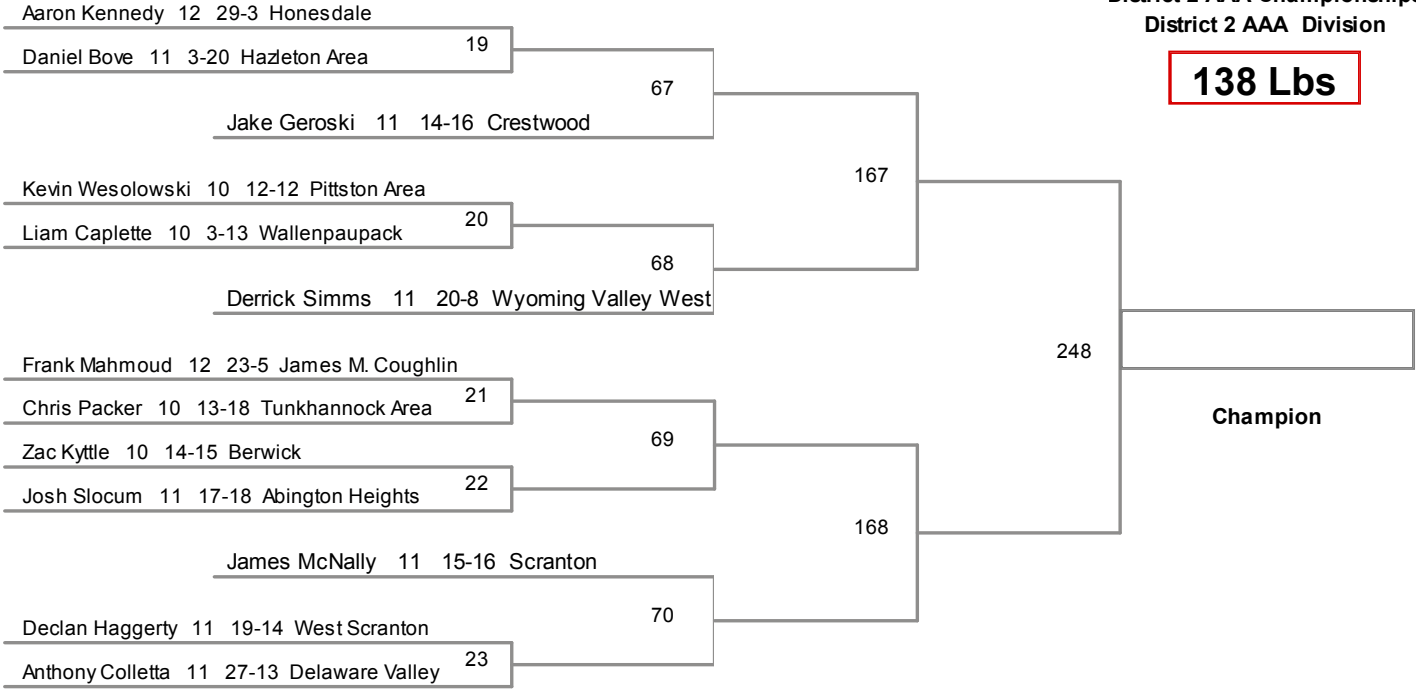 District 2 AAA Championships
District 2 AAA Division
138 Lbs
Aaron Kennedy 12 29-3 Honesdale
19
Daniel Bove 11 3-20 Hazleton Area
67
Jake Geroski 11 14-16 Crestwood
167
Kevin Wesolowski 10 12-12 Pittston Area
20
Liam Caplette 10 3-13 Wallenpaupack
68
Derrick Simms 11 20-8 Wyoming Valley West
248
Frank Mahmoud 12 23-5 James M. Coughlin
21
Chris Packer 10 13-18 Tunkhannock Area
Champion
69
Zac Kyttle 10 14-15 Berwick
22
Josh Slocum 11 17-18 Abington Heights
168
James McNally 11 15-16 Scranton
70
Declan Haggerty 11 19-14 West Scranton
23
Anthony Colletta 11 27-13 Delaware Valley